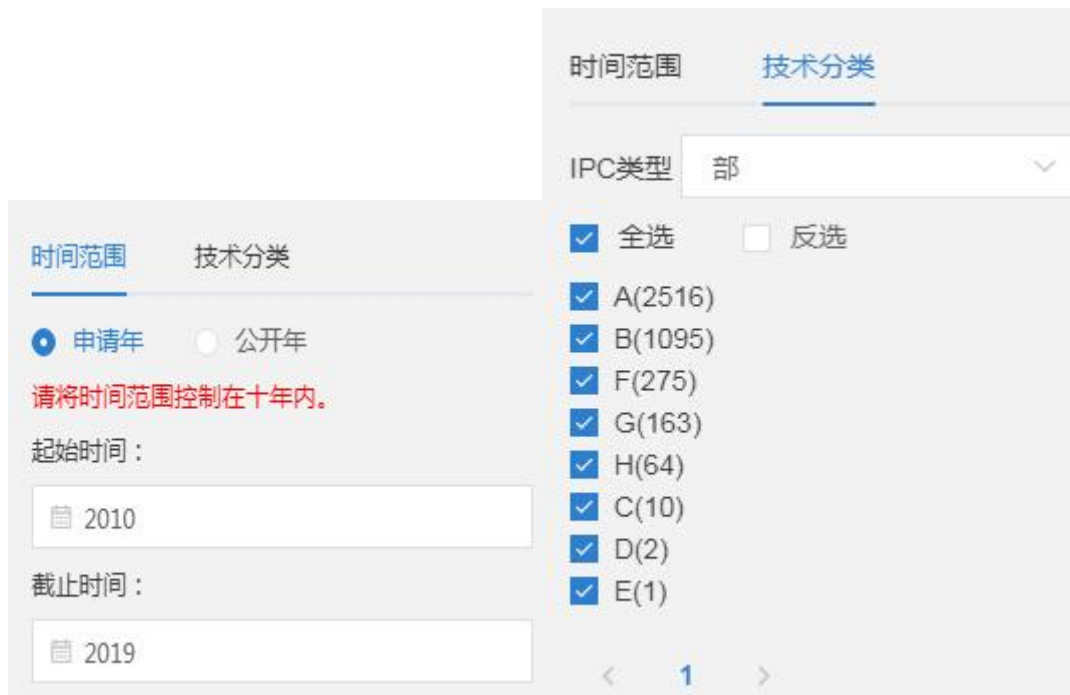 时间范围 技术分类
申请年 公开年
请将时间范围控制在十年内。
起始时间：
2010
截止时间：
2019
时间范围 技术分类
IPC类型 部
全选 反选
A(2516)
B(1095)
F(275)
G(163)
H(64)
C(10)
D(2)
E(1)
< 1 >